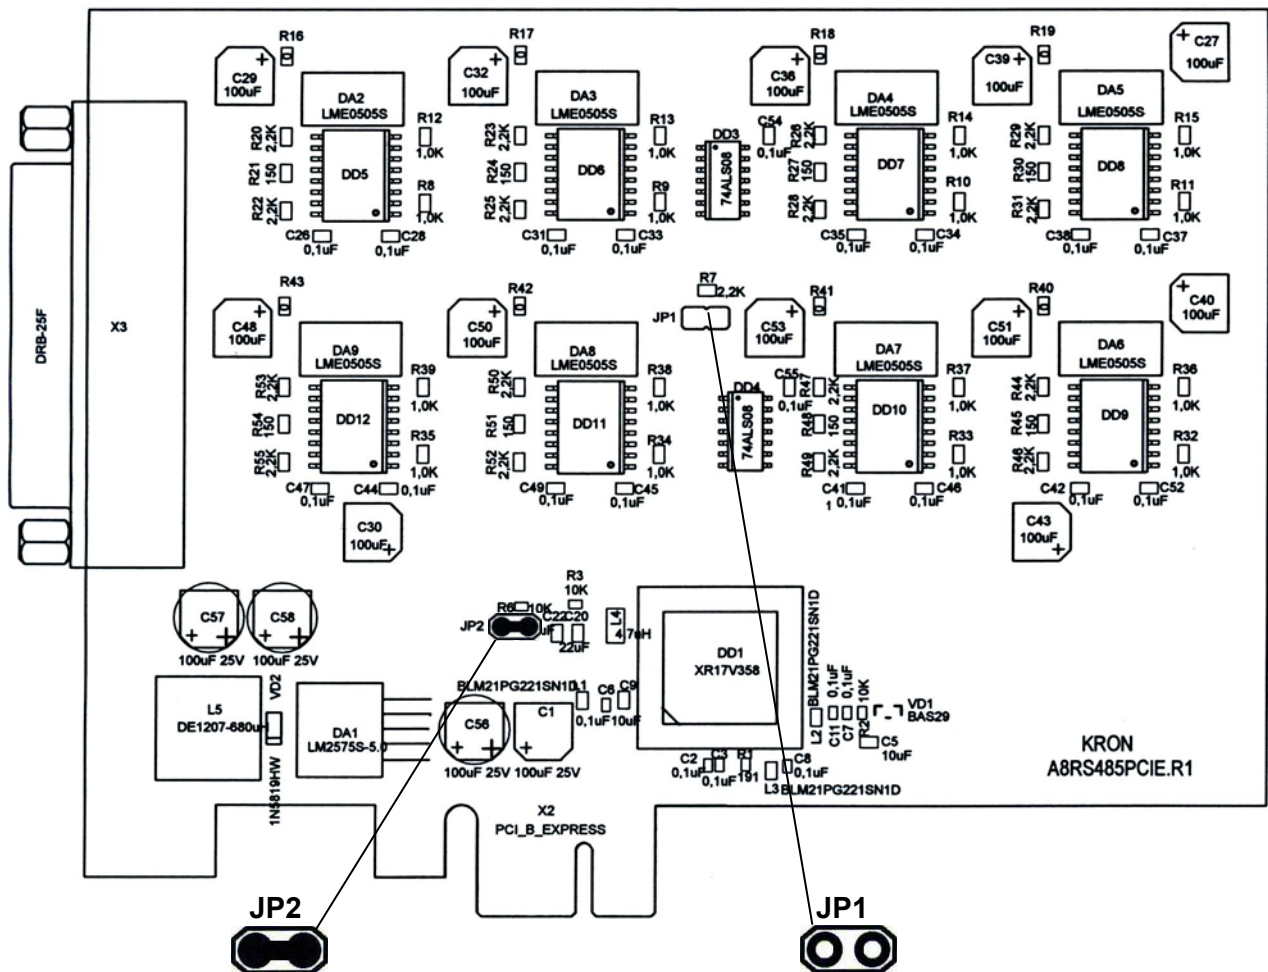 R16
R17
R18
R19
C29
100uF
C32
100uF
C36
100uF
C39
100uF
C27
100uF
DA2
LME0505S
DA3
LME0505S
DA4
LME0505S
DA5
LME0505S
R20
2,2K
R21
150
R22
2,2K
DD5
R12
1,0K
R8
1,0K
C26
0,1uF
C28
0,1uF
R23
2,2K
R24
150
R25
2,2K
DD6
R13
1,0K
R9
1,0K
C31
0,1uF
C33
0,1uF
DD3
74ALS08
C54
0,1uF
R26
2,2K
R27
150
R28
2,2K
DD7
R14
1,0K
R10
1,0K
C35
0,1uF
C34
0,1uF
R29
2,2K
R30
150
R31
2,2K
DD8
R15
1,0K
R11
1,0K
C38
0,1uF
C37
0,1uF
DRB-25F
X3
R43
R42
R7
2,2K
JP1
R41
R40
C48
100uF
C50
100uF
C53
100uF
C51
100uF
C40
100uF
DA9
LME0505S
DA8
LME0505S
DA7
LME0505S
DA6
LME0505S
R53
2,2K
R54
150
R55
2,2K
DD12
R39
1,0K
R35
1,0K
C47
0,1uF
C44
0,1uF
R50
2,2K
R51
150
R52
2,2K
DD11
R38
1,0K
R34
1,0K
C49
0,1uF
C45
0,1uF
DD4
74ALS08
C55
0,1uF
R47
2,2K
R48
150
R49
2,2K
DD10
R37
1,0K
R33
1,0K
C41
0,1uF
1
C46
0,1uF
R44
2,2K
R45
150
R46
2,2K
DD9
R36
1,0K
R32
1,0K
C42
0,1uF
C52
0,1uF
C30
100uF
C43
100uF
C57
100uF 25V
C58
100uF 25V
R3
10K
R6
10K
JP2
C22
uF
C20
22uF
L4
4,7uH
DD1
XR17V358
BLM21PG221SN1D
L5
DE1207-680uH
VD2
1N5819HW
DA1
LM2575S-5.0
BLM21PG221SN1D
L1
C56
100uF 25V
C1
100uF 25V
C6
0,1uF
C9
10uF
L2
0,1uF
C11
0,1uF
C7
10K
R2
VD1
BAS29
C5
10uF
C2
0,1uF
C3
0,1uF
R1
191
L3
C8
0,1uF
BLM21PG221SN1D
KRON
A8RS485PCIE.R1
X2
PCI_B_EXPRESS
JP2
JP1